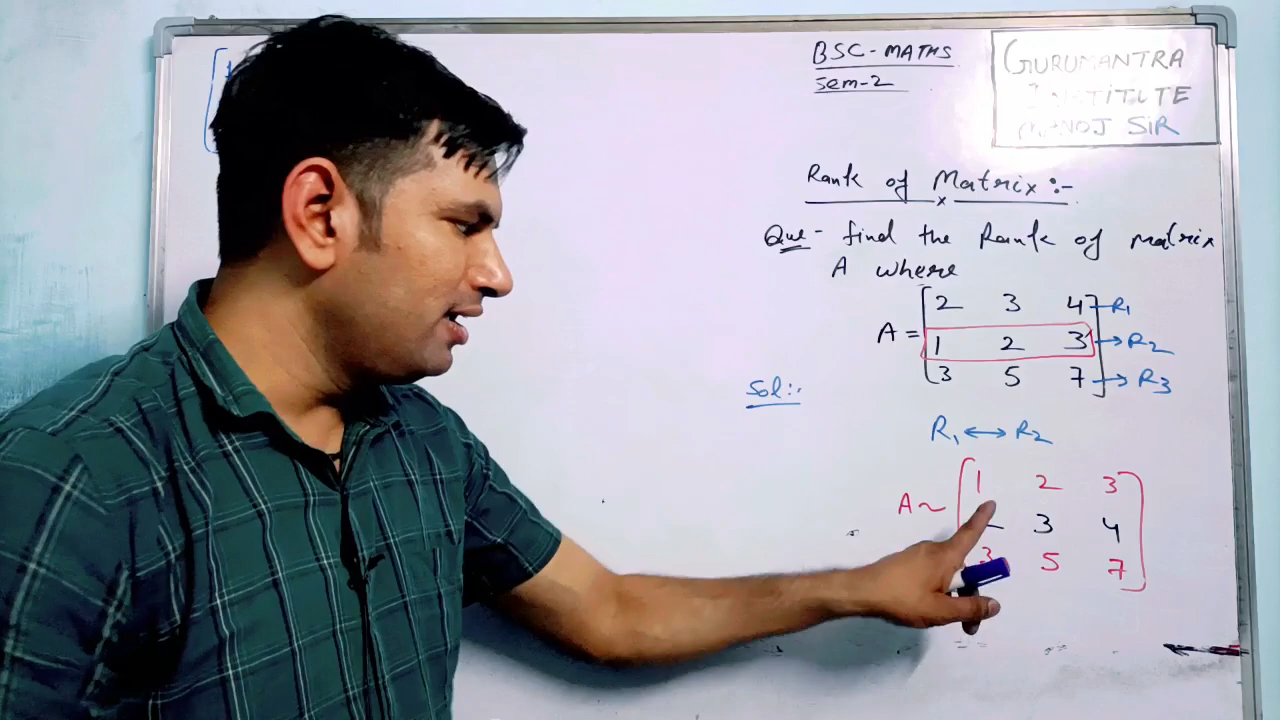 BSC-MATHS
Sem-2
GURUMANTRA
INSTITUTE
MANOJ SIR
Rank of Matrix:-
Que- find the Rank of matrix
A where
A = [2 3 4] → R1
[1 2 3] → R2
[3 5 7] → R3
Sol::
R1 ↔ R2
A ~ [1 2 3]
3 4
3 5 7